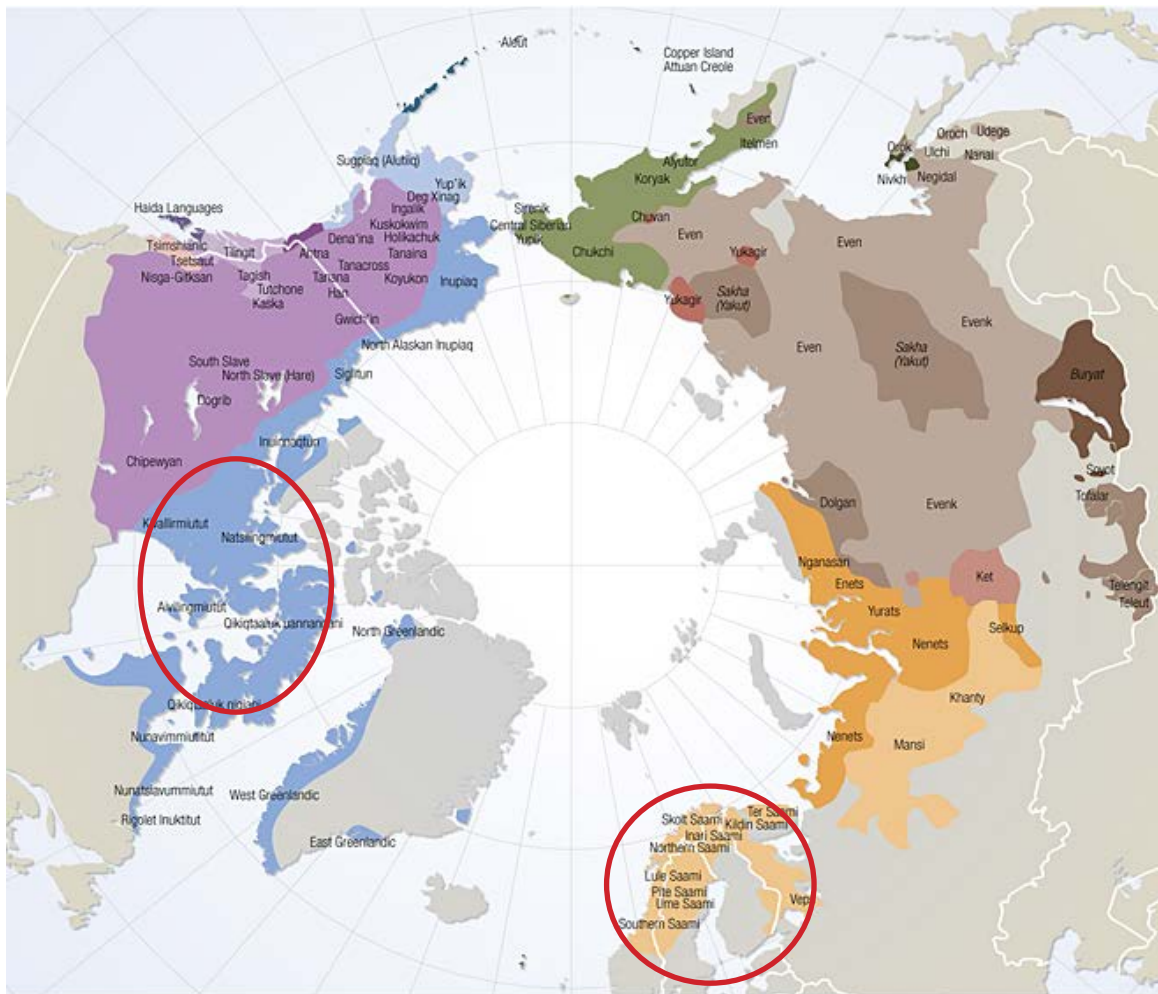 Aleut
Copper Island
Attuan Creole
Even
Itelmen
Alyutor
Koryak
Oroch
Udege
Orok
Ulchi
Nanai
Nivkh
Negidal
Sugpiaq (Alutiiq)
Yup'ik
Deg Xinag
Ingalik
Kuskokwim
Holikachuk
Haida Languages
Sirenik
Central Siberian
Yupik
Chuvan
Even
Even
Tsimshianic
Tsetsaut
Nisga-Gitksan
Tlingit
Ahtna
Dena'ina
Tanaina
Tanacross
Koyukon
Tanana
Han
Tagish
Tutchone
Kaska
Gwich'in
Inupiaq
Chukchi
Yukagir
Yukagir
Sakha
(Yakut)
Even
Evenk
Sakha
(Yakut)
Buryat
North Alaskan Inupiaq
Siglitun
South Slave
North Slave (Hare)
Dogrib
Inuinnaqtun
Chipewyan
Soyot
Tofalar
Dolgan
Evenk
Natsilingmiutut
Nganasan
Enets
Ket
Telengit
Teleut
Aivilingmiutut
Yurats
Selkup
North Greenlandic
Nenets
Khanty
Qikiqtaaluk nigiani
Nunavimmiutitut
Nenets
Mansi
Nunatsiavummiutut
West Greenlandic
Rigolet Inuktitut
East Greenlandic
Ter Saami
Skolt Saami
Kildin Saami
Inari Saami
Northern Saami
Lule Saami
Pite Saami
Ume Saami
Southern Saami